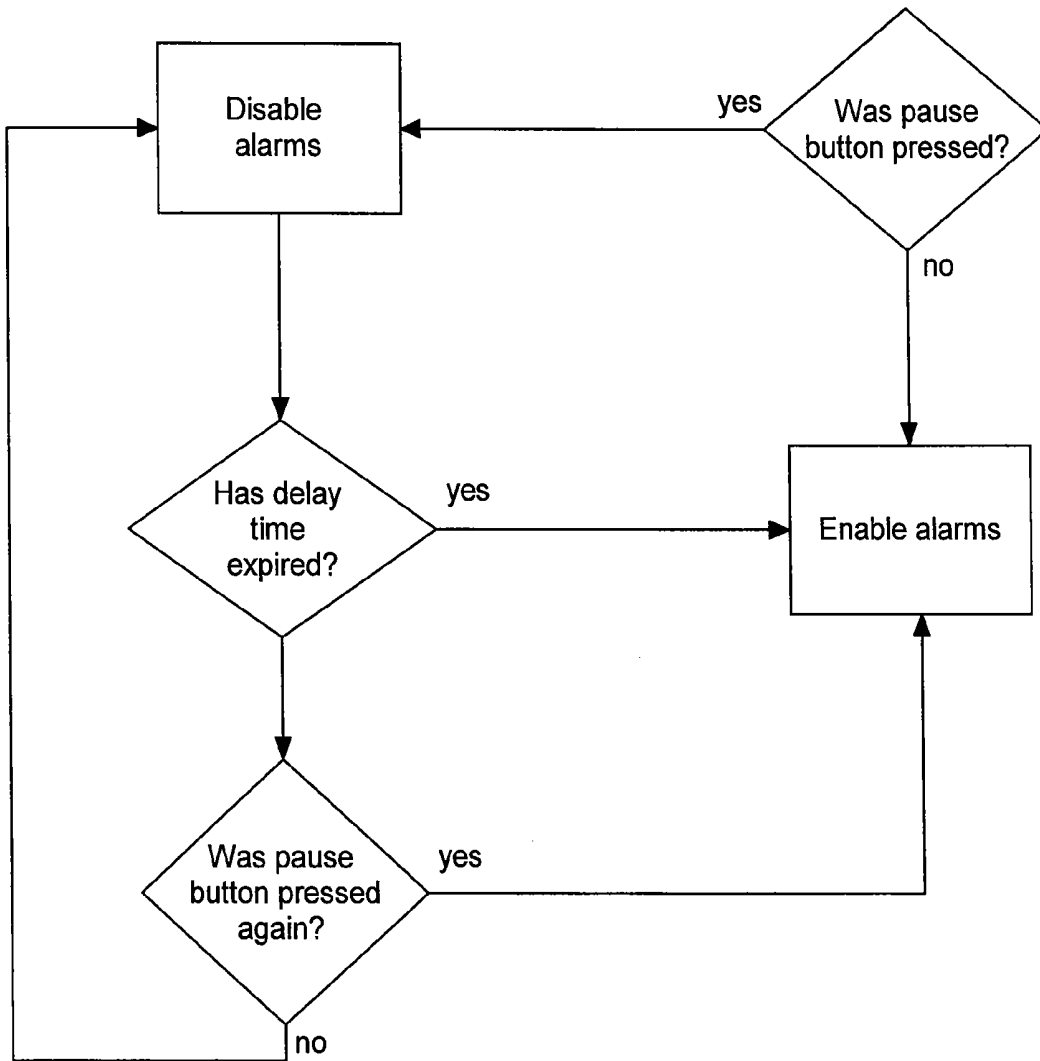 Disable
alarms
yes
Was pause
button pressed?
no
Has delay
time
expired?
yes
Enable alarms
Was pause
button pressed
again?
yes
no